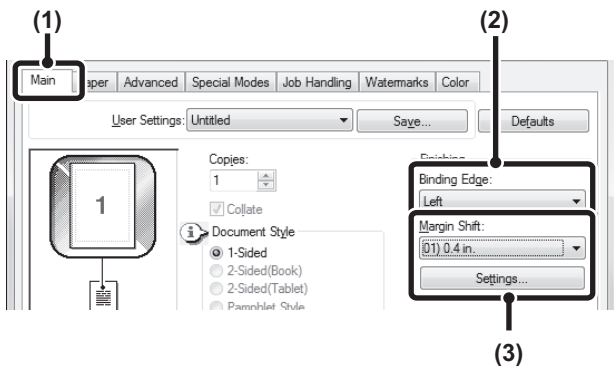 (1)
(2)
Main Paper Advanced Special Modes Job Handling Watermarks Color
User Settings: Untitled Save... Defaults
Copies: Finishing
1 Binding Edge:
1 Left
Collate Margin Shift:
Document Style 01) 0.4 in.
1-Sided Settings...
2-Sided(Book)
2-Sided(Tablet)
Pamphlet Style
(3)